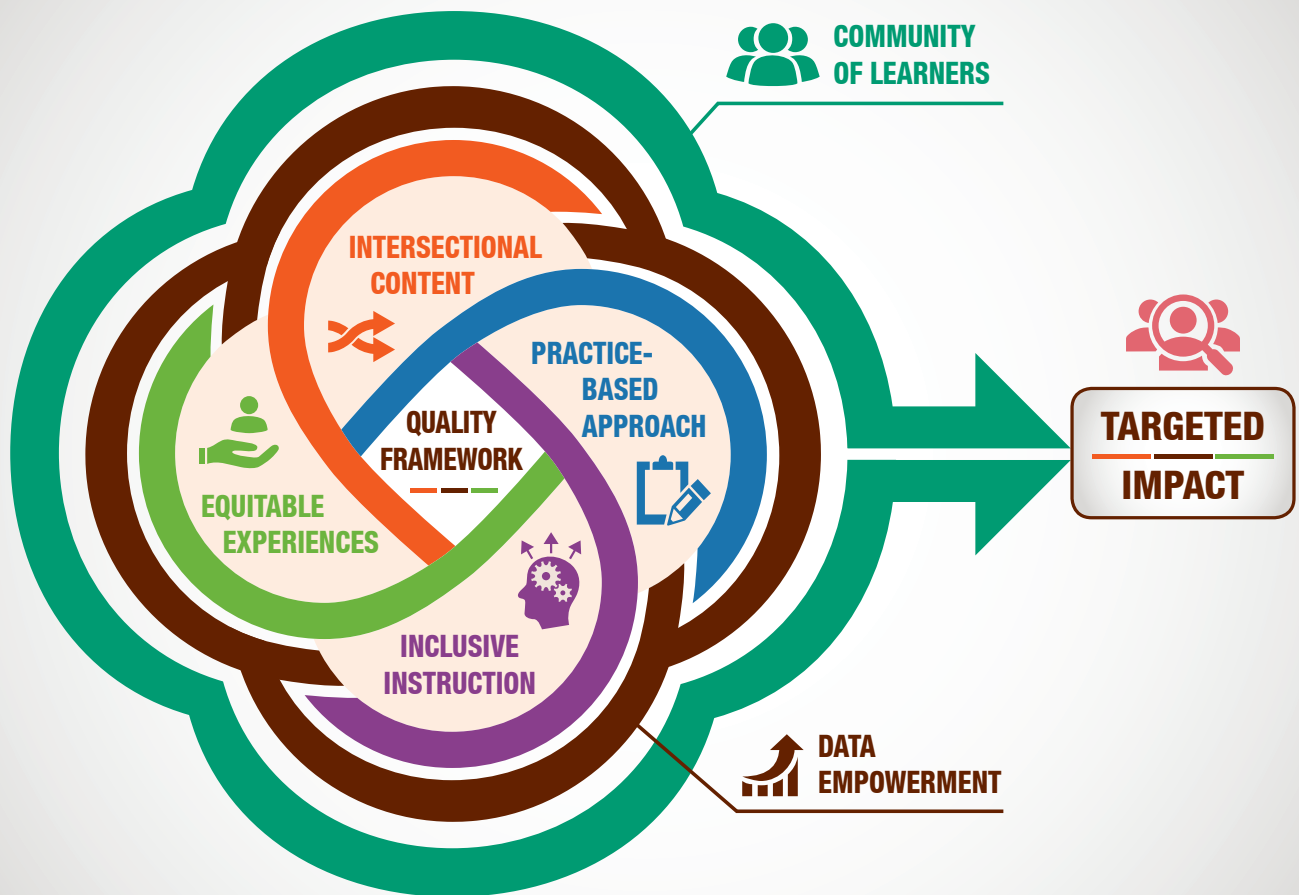 COMMUNITY
OF LEARNERS
INTERSECTIONAL
CONTENT
PRACTICE-
BASED
APPROACH
QUALITY
FRAMEWORK
EQUITABLE
EXPERIENCES
INCLUSIVE
INSTRUCTION
TARGETED
IMPACT
DATA
EMPOWERMENT